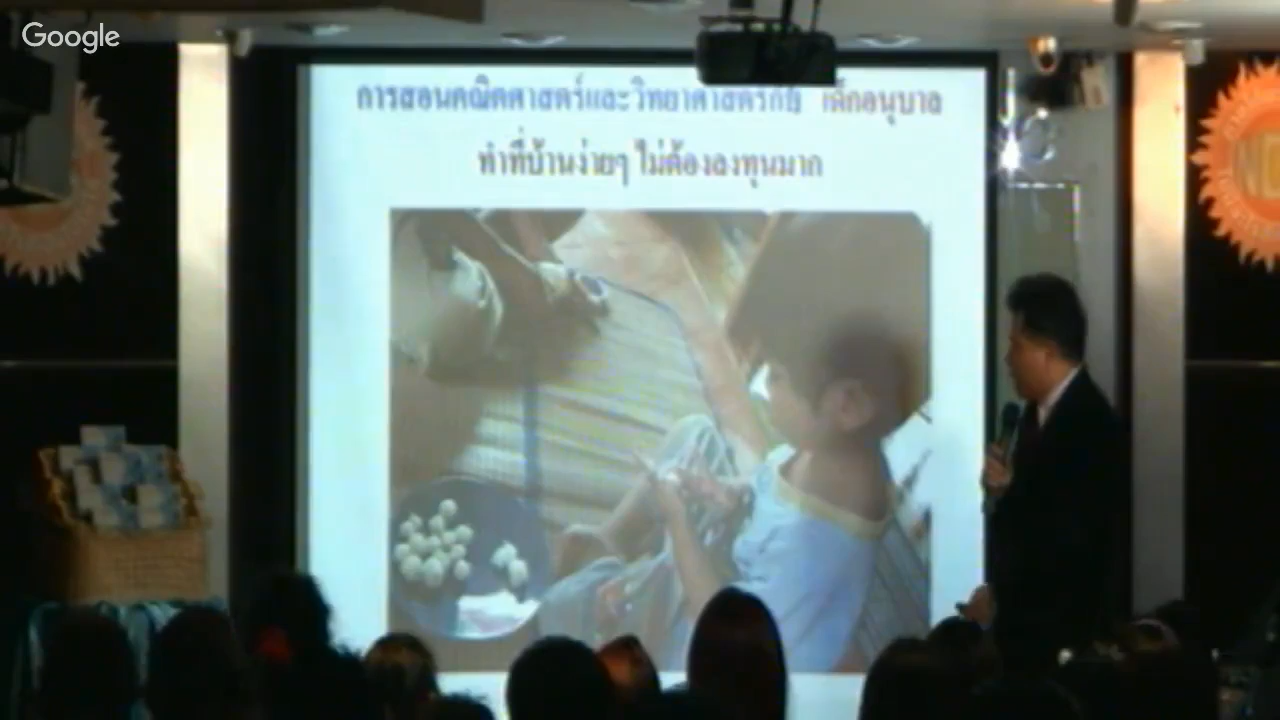 Google
การสอนคณิตศาสตร์และวิทยาศาสตร์กับ เด็กอนุบาล
ทำที่บ้านง่ายๆ ไม่ต้องลงทุนมาก